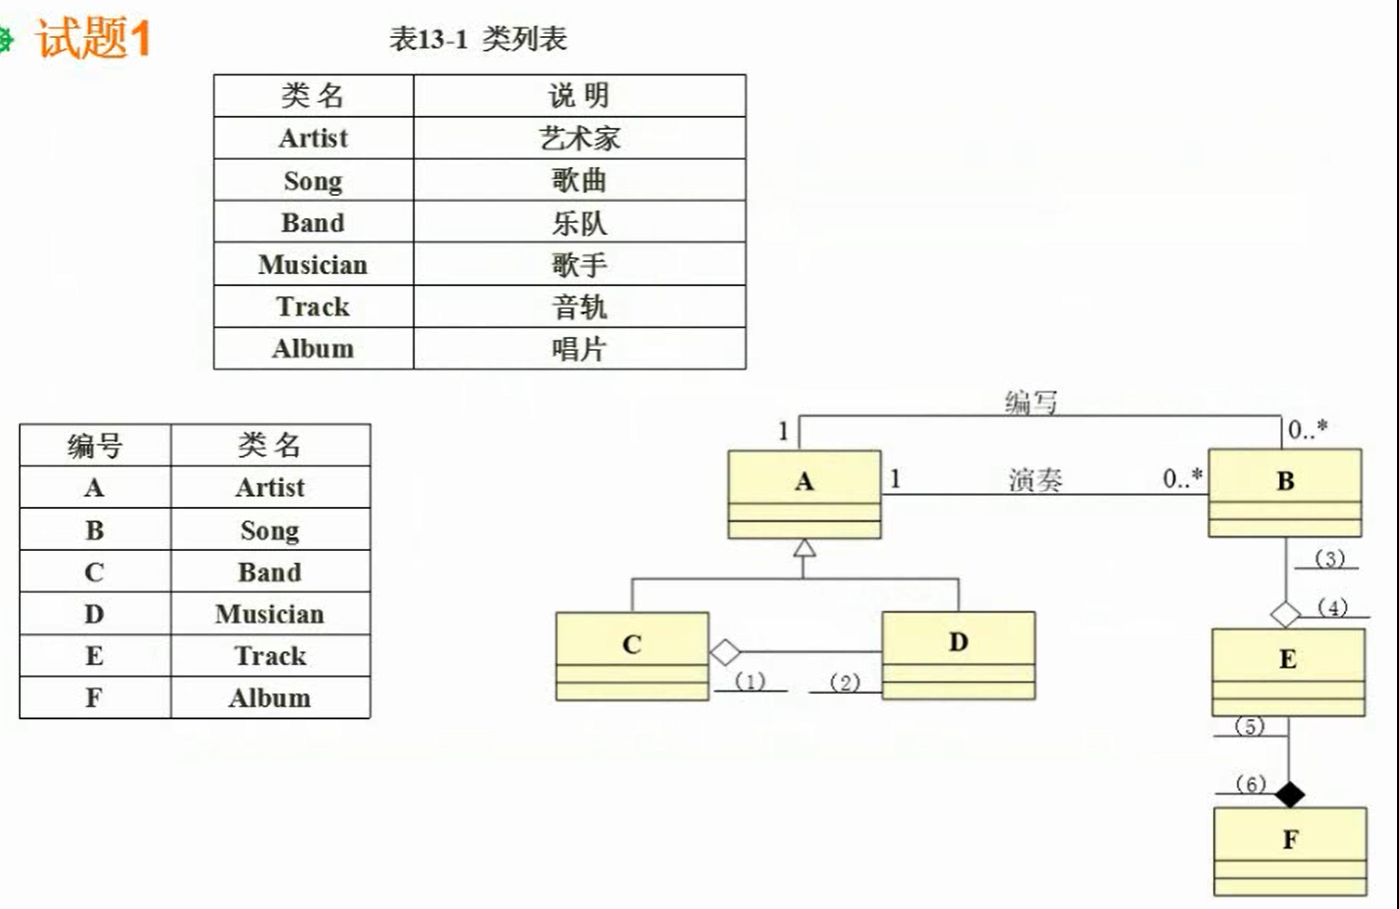 试题1
表13-1 类列表
类 名 说 明
Artist 艺术家
Song 歌曲
Band 乐队
Musician 歌手
Track 音轨
Album 唱片
编号 类 名
A Artist
B Song
C Band
D Musician
E Track
F Album
编写
1 0..*
A 1 演奏 0..* B
(3)
(4)
C D E
(1) (2)
(5)
(6)
F